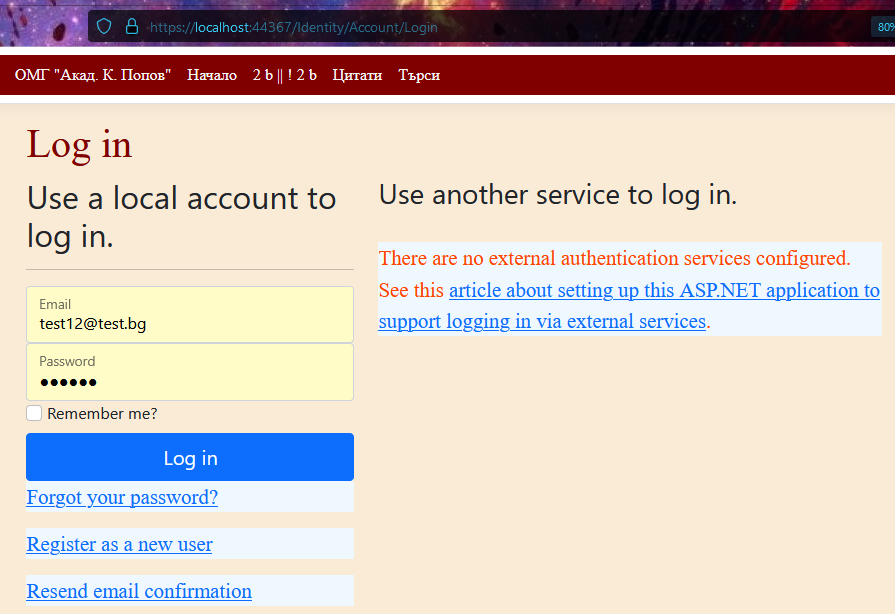 https://localhost:44367/Identity/Account/Login
80%
ОМГ "Акад. К. Попов" Начало 2 b || ! 2 b Цитати Търси
Log in
Use a local account to
log in.
Email
test12@test.bg
Password
••••••
Remember me?
Log in
Forgot your password?
Register as a new user
Resend email confirmation
Use another service to log in.
There are no external authentication services configured.
See this article about setting up this ASP.NET application to
support logging in via external services.